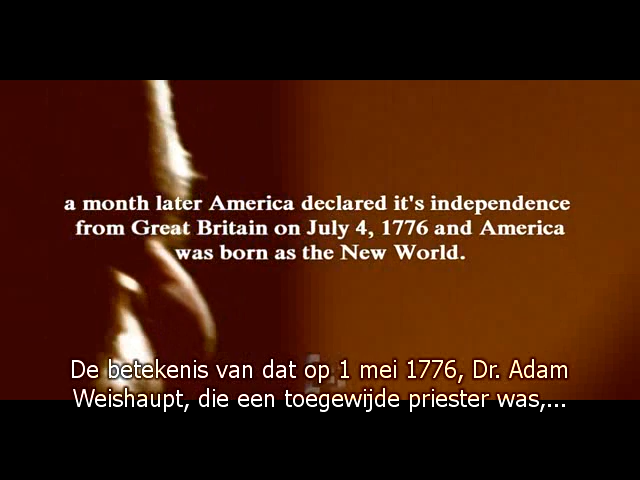 a month later America declared it's independence
from Great Britain on July 4, 1776 and America
was born as the New World.
De betekenis van dat op 1 mei 1776, Dr. Adam
Weishaupt, die een toegewijde priester was,...